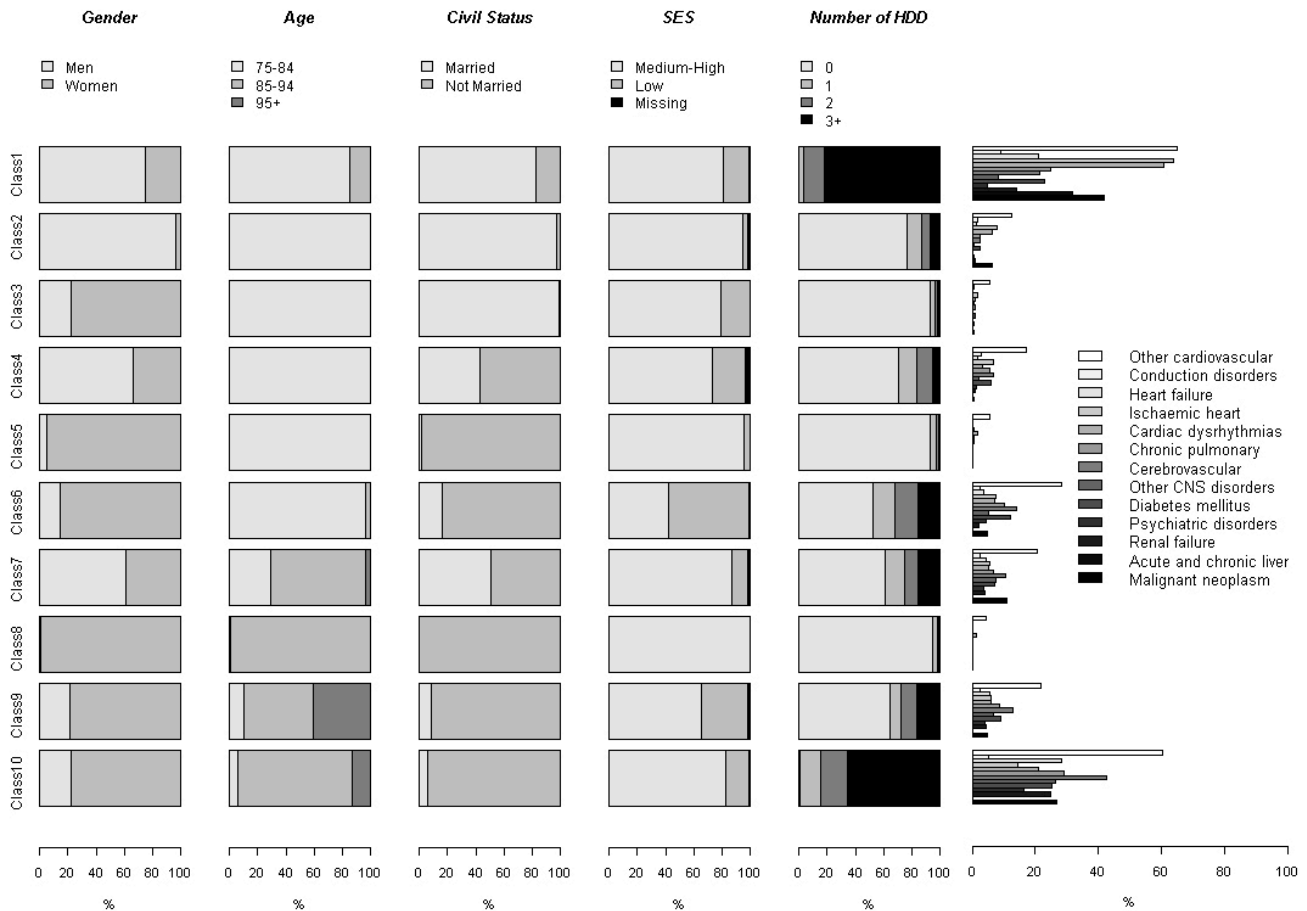 Gender Age Civil Status SES Number of HDD
Men 75-84 Married Medium-High 0
Women 85-94 Not Married Low 1
95+ Missing 2
3+
Class1
Class2
Class3
Class4
Class5
Class6
Class7
Class8
Class9
Class10
Other cardiovascular
Conduction disorders
Heart failure
Ischaemic heart
Cardiac dysrhythmias
Chronic pulmonary
Cerebrovascular
Other CNS disorders
Diabetes mellitus
Psychiatric disorders
Renal failure
Acute and chronic liver
Malignant neoplasm
0 20 40 60 80 100 0 20 40 60 80 100 0 20 40 60 80 100 0 20 40 60 80 100 0 20 40 60 80 100 0 20 40 60 80 100
% % % % % %